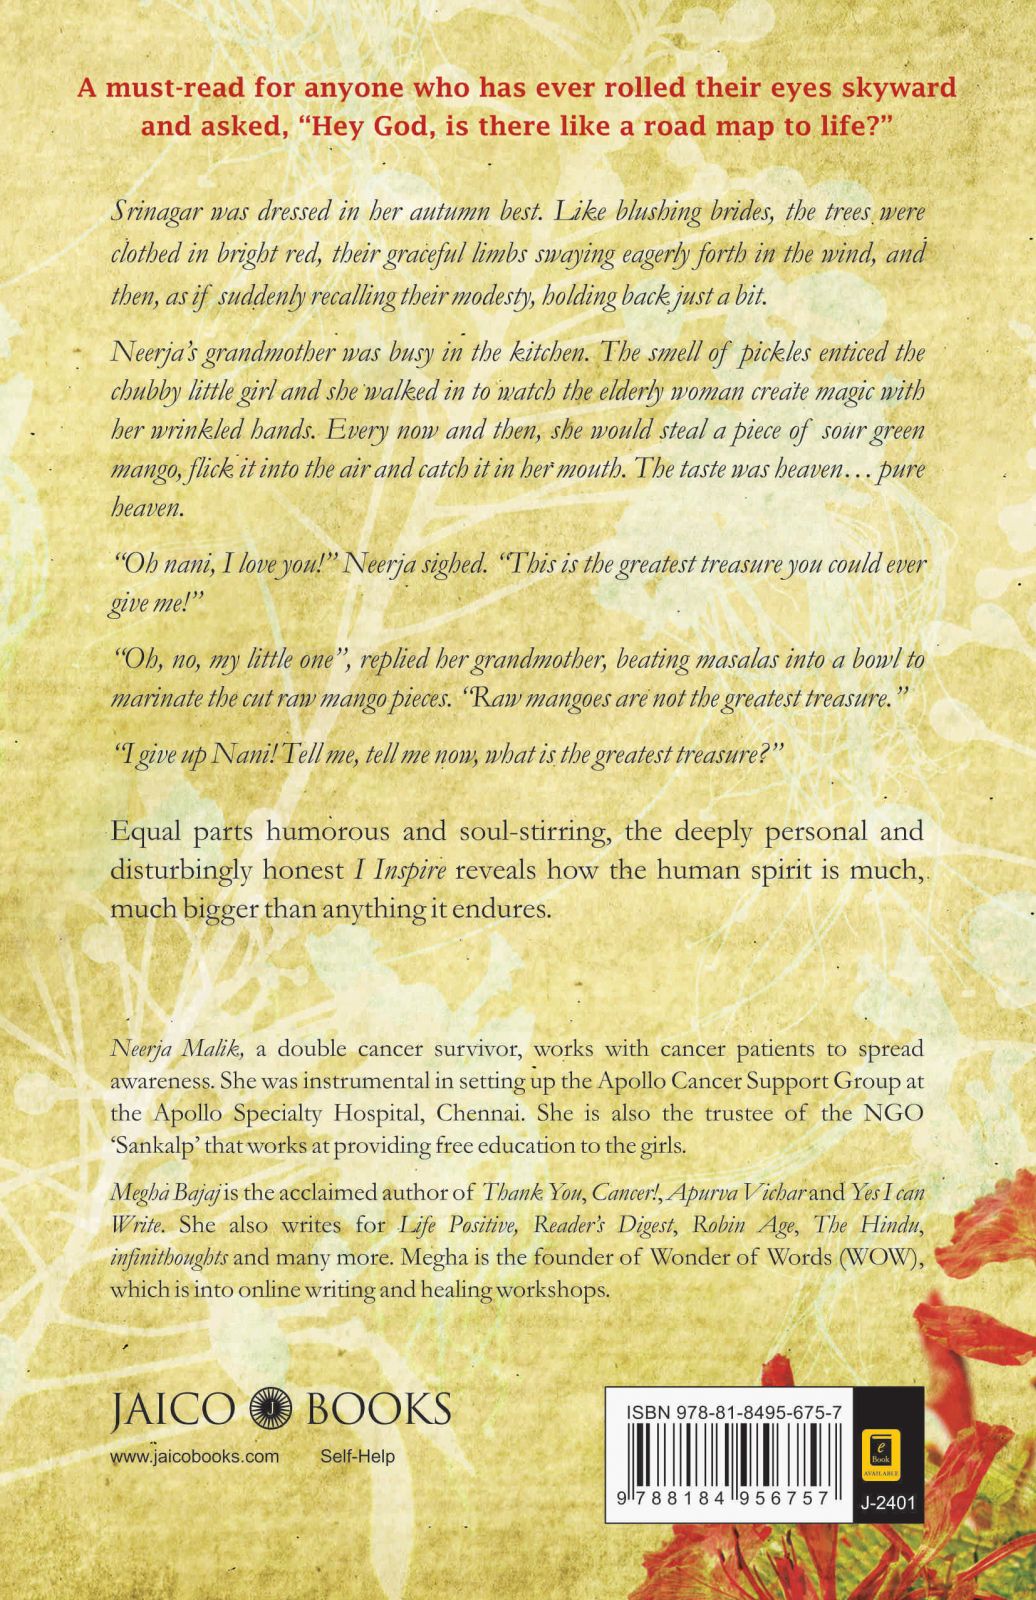 A must-read for anyone who has ever rolled their eyes skyward
and asked, “Hey God, is there like a road map to life?”
Srinagar was dressed in her autumn best. Like blushing brides, the trees were
clothed in bright red, their graceful limbs swaying eagerly forth in the wind, and
then, as if suddenly recalling their modesty, holding back just a bit.
Neerja’s grandmother was busy in the kitchen. The smell of pickles enticed the
chubby little girl and she walked in to watch the elderly woman create magic with
her wrinkled hands. Every now and then, she would steal a piece of sour green
mango, flick it into the air and catch it in her mouth. The taste was heaven… pure
heaven.
“Oh nani, I love you!” Neerja sighed. “This is the greatest treasure you could ever
give me!”
“Oh, no, my little one”, replied her grandmother, beating masalas into a bowl to
marinate the cut raw mango pieces. “Raw mangoes are not the greatest treasure.”
“I give up Nani! Tell me, tell me now, what is the greatest treasure?”
Equal parts humorous and soul-stirring, the deeply personal and
disturbingly honest I Inspire reveals how the human spirit is much,
much bigger than anything it endures.
Neerja Malik, a double cancer survivor, works with cancer patients to spread
awareness. She was instrumental in setting up the Apollo Cancer Support Group at
the Apollo Specialty Hospital, Chennai. She is also the trustee of the NGO
‘Sankalp’ that works at providing free education to the girls.
Megha Bajaj is the acclaimed author of Thank You, Cancer!, Apurva Vichar and Yes I can
Write. She also writes for Life Positive, Reader’s Digest, Robin Age, The Hindu,
infinithoughts and many more. Megha is the founder of Wonder of Words (WOW),
which is into online writing and healing workshops.
JAICO J BOOKS
www.jaicobooks.com Self-Help
ISBN 978-81-8495-675-7
9 788184 956757
e
Book
AVAILABLE
J-2401